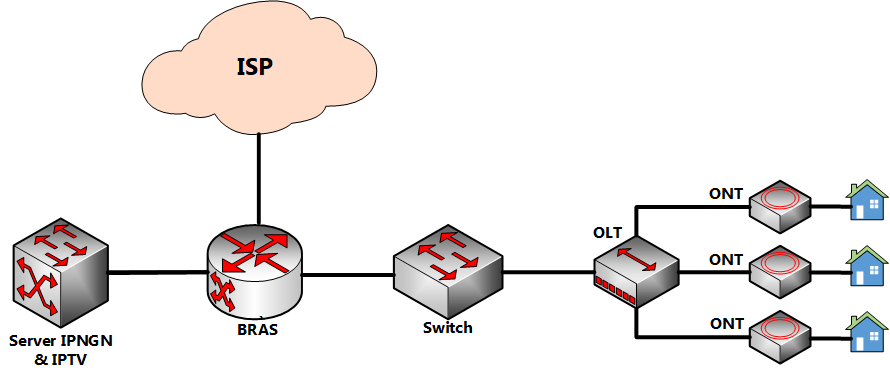 ISP
ONT
OLT
ONT
BRAS
Switch
ONT
Server IPNGN
& IPTV